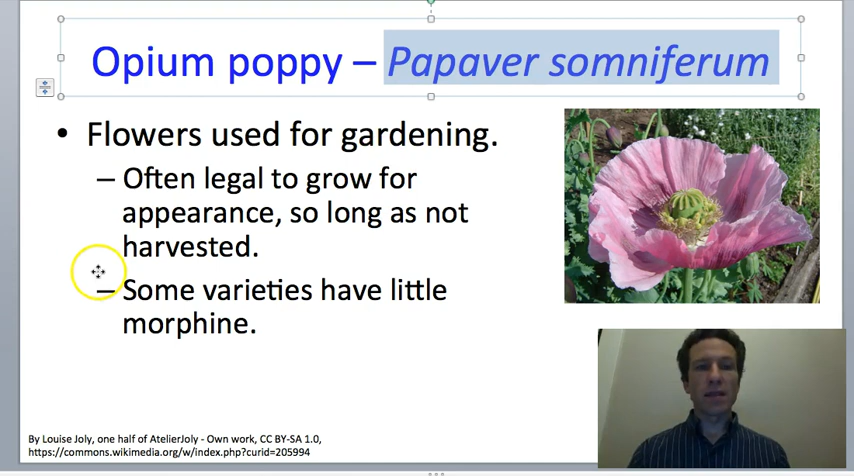 Opium poppy – Papaver somniferum
• Flowers used for gardening.
– Often legal to grow for
appearance, so long as not
harvested.
– Some varieties have little
morphine.
By Louise Joly, one half of AtelierJoly - Own work, CC BY-SA 1.0,
https://commons.wikimedia.org/w/index.php?curid=205994